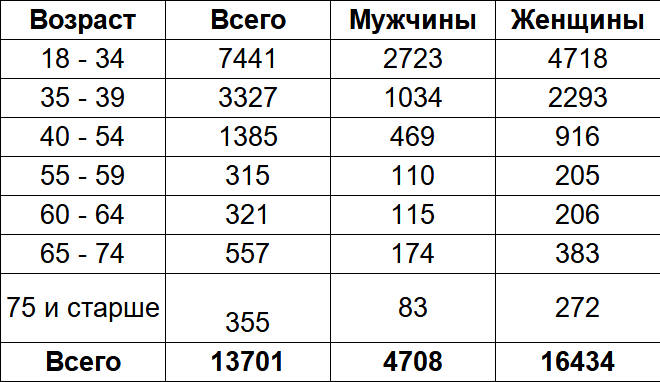 Возраст Всего Мужчины Женщины
18 - 34 7441 2723 4718
35 - 39 3327 1034 2293
40 - 54 1385 469 916
55 - 59 315 110 205
60 - 64 321 115 206
65 - 74 557 174 383
75 и старше 355 83 272
Всего 13701 4708 16434